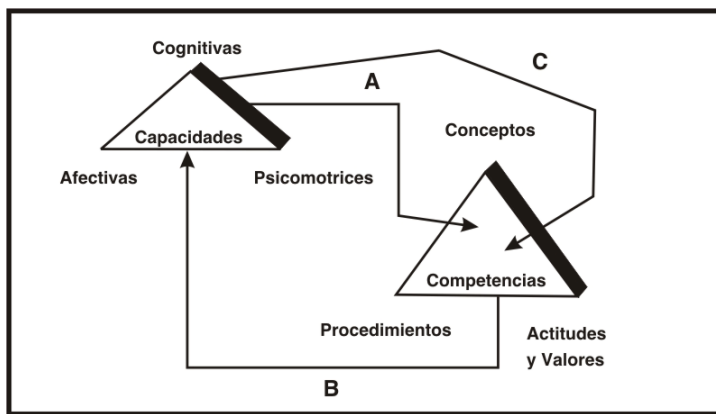 Cognitivas
C
A
Conceptos
Capacidades
Afectivas
Psicomotrices
Competencias
Procedimientos
Actitudes
y Valores
B